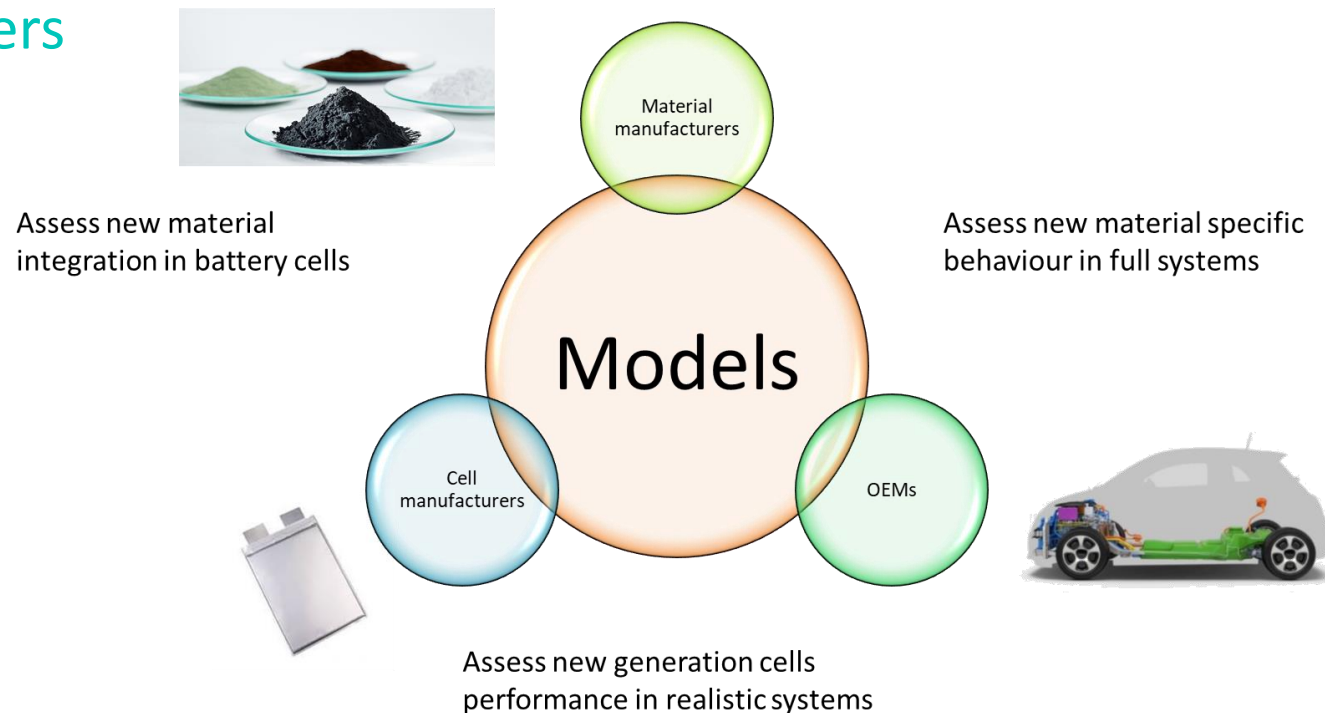 ers
Material
manufacturers
Assess new material
integration in battery cells
Assess new material specific
behaviour in full systems
Models
Cell
manufacturers
OEMs
Assess new generation cells
performance in realistic systems